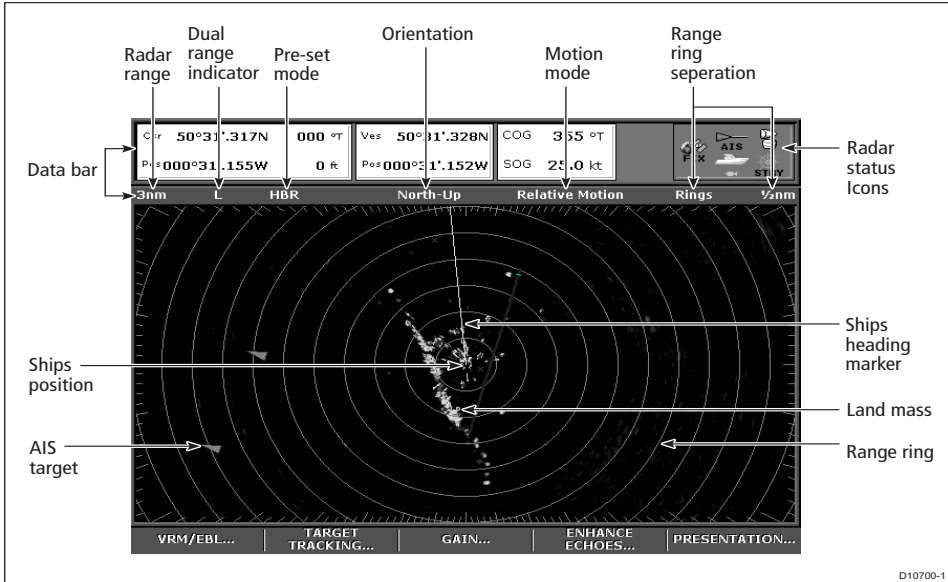 Radar
range
Dual
range
indicator
Pre-set
mode
Orientation
Motion
mode
Range
ring
seperation
Data bar
Csr 50°31'.317N 000 °T
Pos 000°31.155W 0 ft
Ves 50°31'.328N
Pos 000°31'.152W
COG 355 °T
SOG 25.0 kt
FIX
AIS
STBY
Radar
status
Icons
3nm L HBR North-Up Relative Motion Rings ½nm
Ships
position
Ships
heading
marker
Land mass
AIS
target
Range ring
VRM/EBL...
TARGET
TRACKING...
GAIN...
ENHANCE
ECHOES...
PRESENTATION...
D10700-1